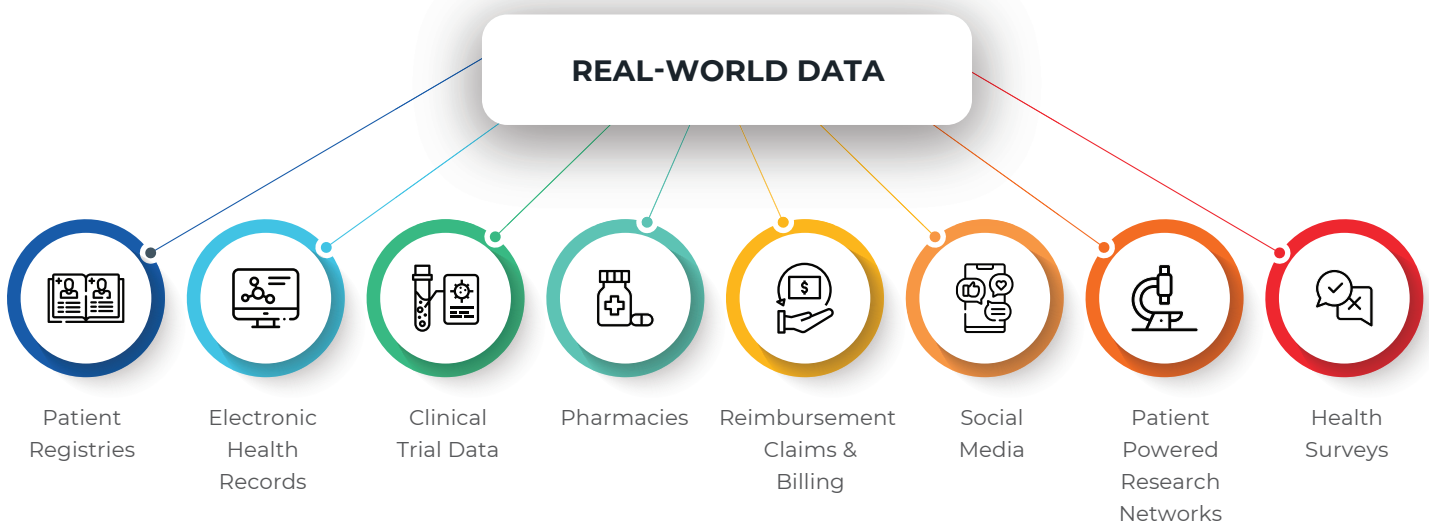 REAL-WORLD DATA
Patient
Registries
Electronic
Health
Records
Clinical
Trial Data
Pharmacies
$
Reimbursement
Claims &
Billing
Social
Media
Patient
Powered
Research
Networks
Health
Surveys